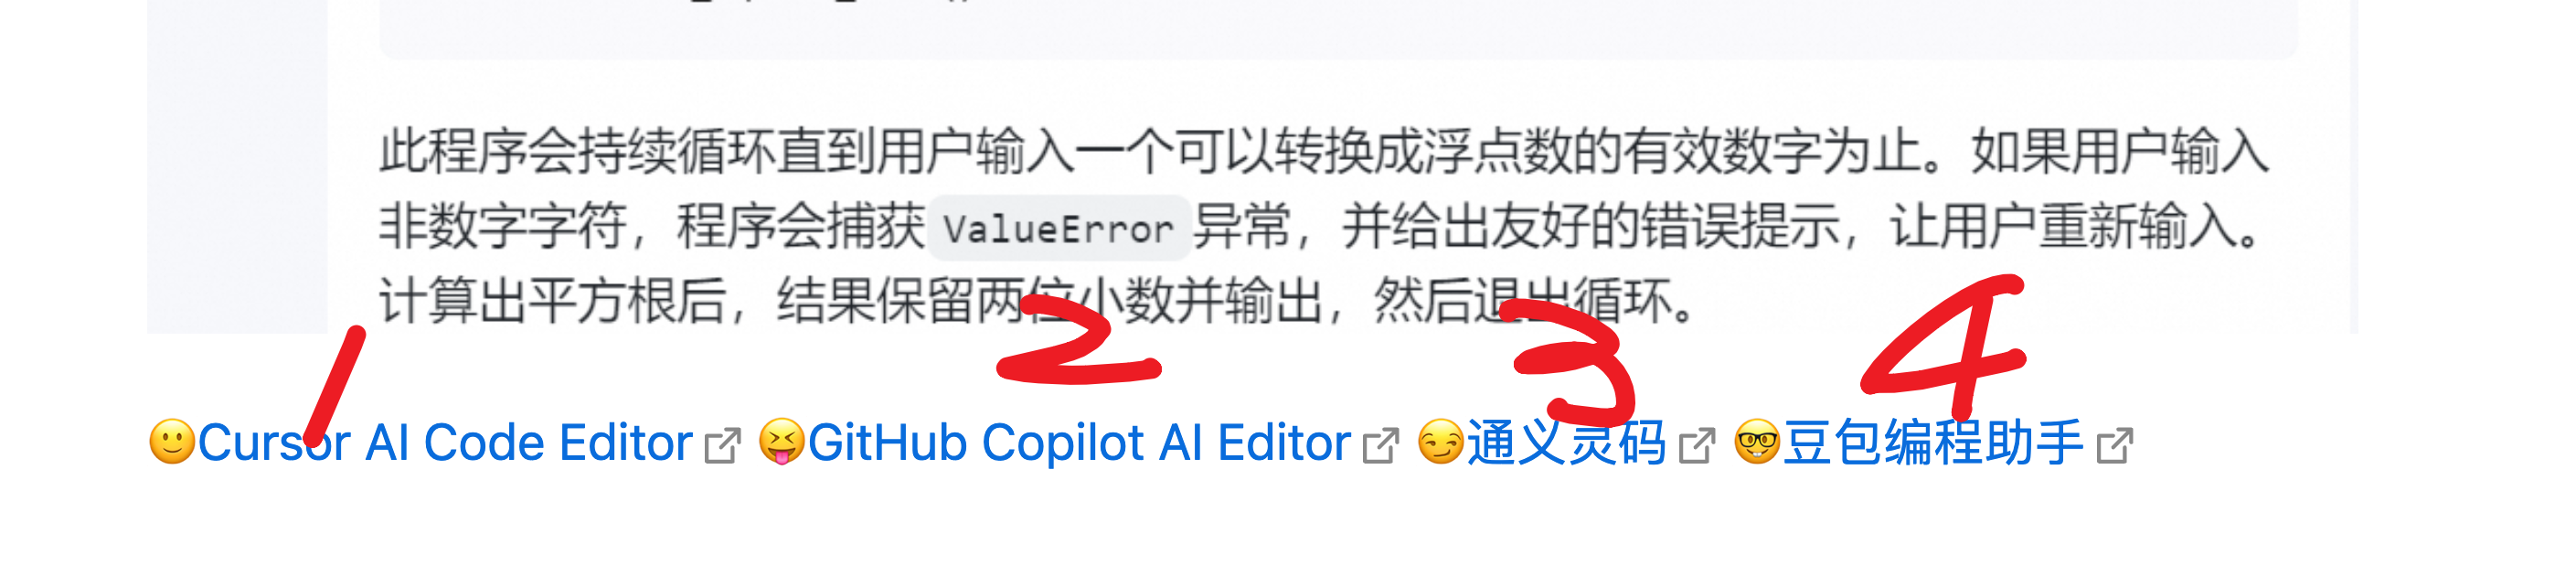 此程序会持续循环直到用户输入一个可以转换成浮点数的有效数字为止。如果用户输入
非数字字符，程序会捕获 ValueError 异常，并给出友好的错误提示，让用户重新输入。
计算出平方根后，结果保留两位小数并输出，然后退出循环。
1 2 3 4
🙂Cursor AI Code Editor 😝GitHub Copilot AI Editor 😏通义灵码 🤓豆包编程助手